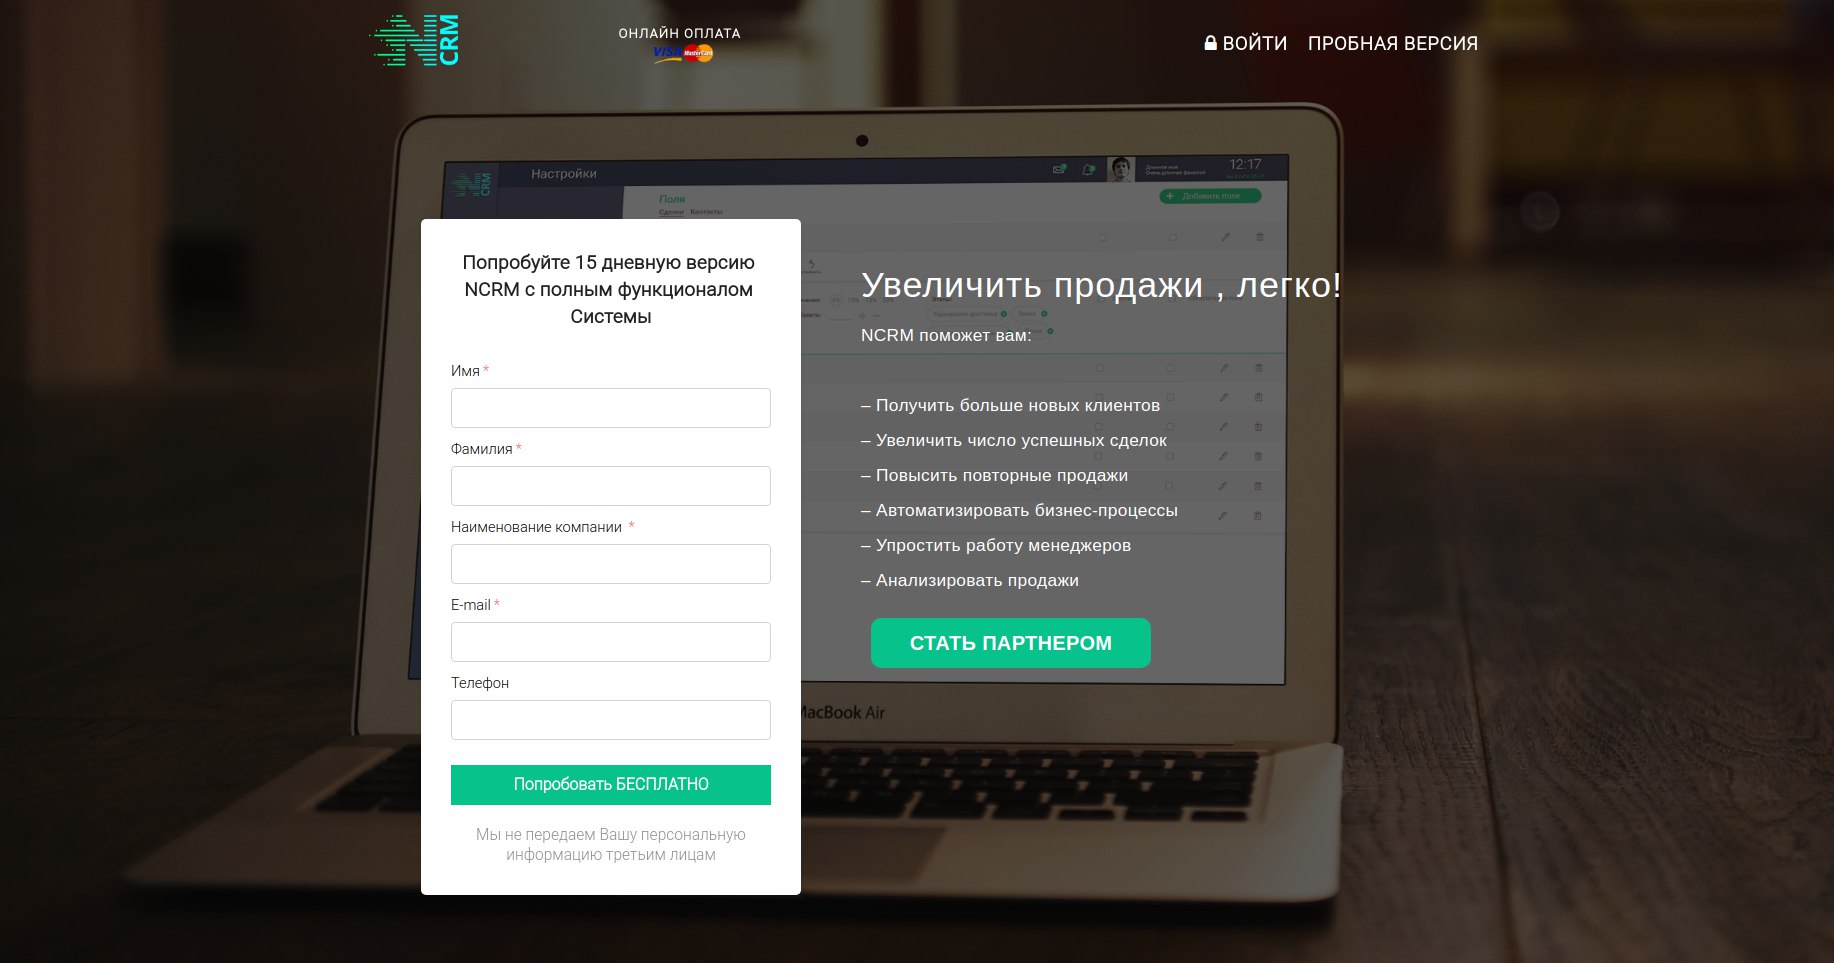 NCRM
ОНЛАЙН ОПЛАТА
VISA MasterCard
ВОЙТИ
ПРОБНАЯ ВЕРСИЯ
CRM
Настройки
12:17
Поля
Сделки Контакты
Добавить поле
Попробуйте 15 дневную версию
NCRM с полным функционалом
Системы
Имя *
Фамилия *
Наименование компании *
E-mail *
Телефон
Попробовать БЕСПЛАТНО
Мы не передаем Вашу персональную
информацию третьим лицам
Увеличить продажи , легко!
NCRM поможет вам:
– Получить больше новых клиентов
– Увеличить число успешных сделок
– Повысить повторные продажи
– Автоматизировать бизнес-процессы
– Упростить работу менеджеров
– Анализировать продажи
СТАТЬ ПАРТНЕРОМ
MacBook Air